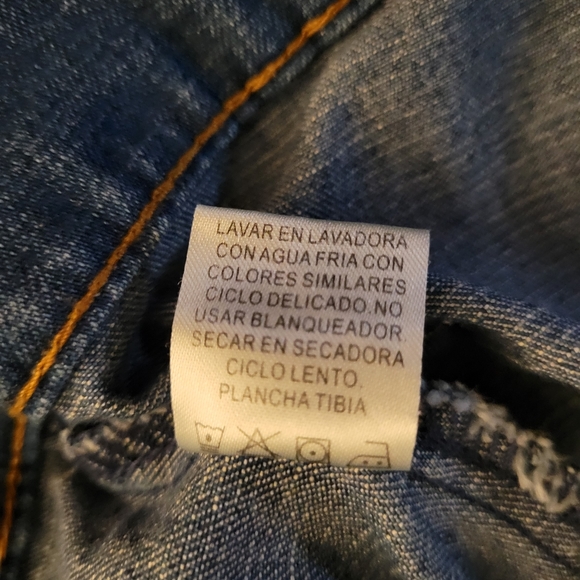 LAVAR EN LAVADORA
CON AGUA FRIA CON
COLORES SIMILARES
CICLO DELICADO. NO
USAR BLANQUEADOR.
SECAR EN SECADORA
CICLO LENTO.
PLANCHA TIBIA